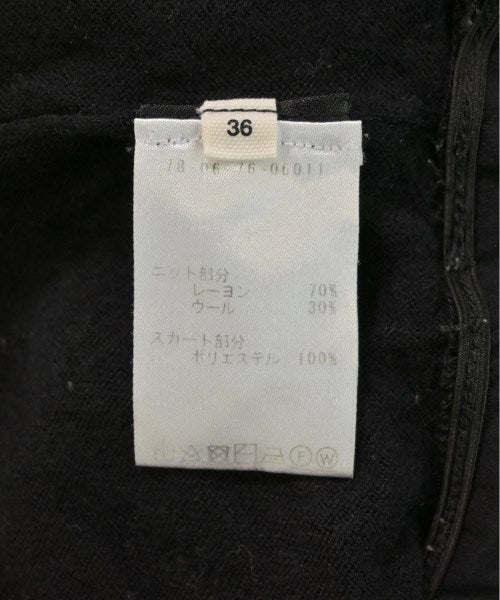 36
78-06 76-06011
ニット部分
レーヨン 70%
ウール 30%
スカート部分
ポリエステル 100%
F W